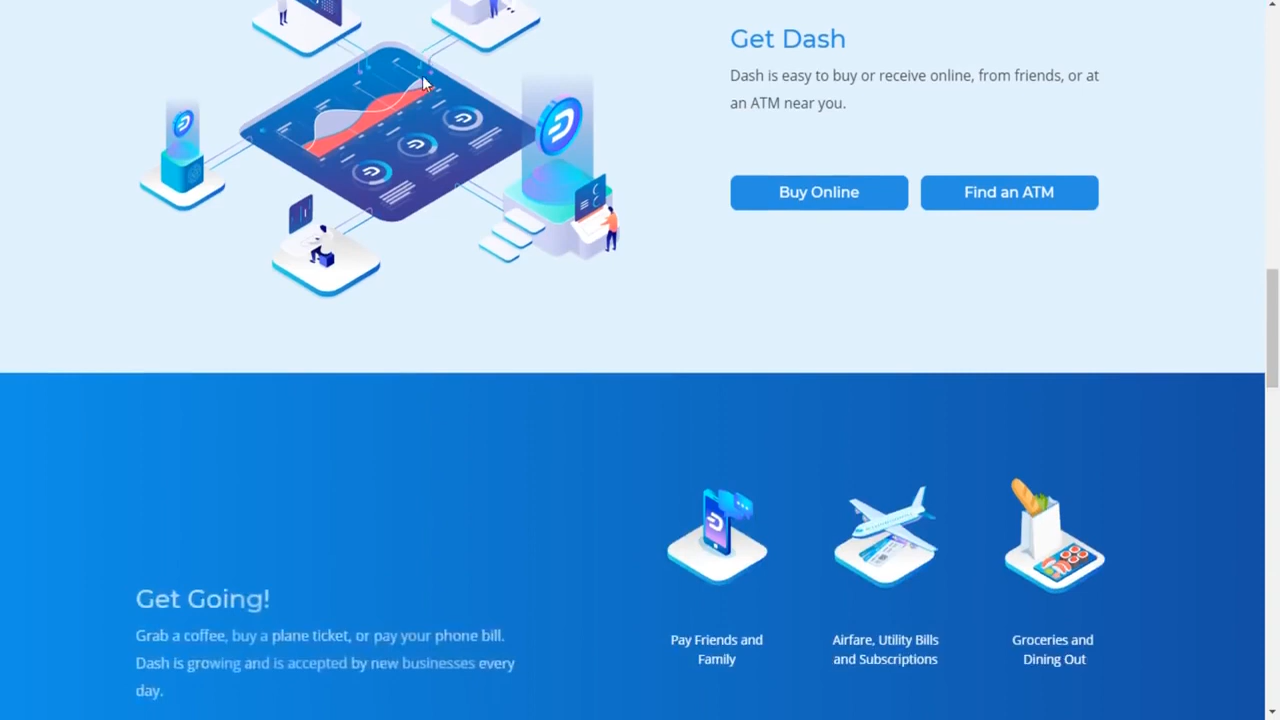 Get Dash
Dash is easy to buy or receive online, from friends, or at
an ATM near you.
Buy Online
Find an ATM
Get Going!
Grab a coffee, buy a plane ticket, or pay your phone bill.
Dash is growing and is accepted by new businesses every
day.
Pay Friends and
Family
Airfare, Utility Bills
and Subscriptions
Groceries and
Dining Out